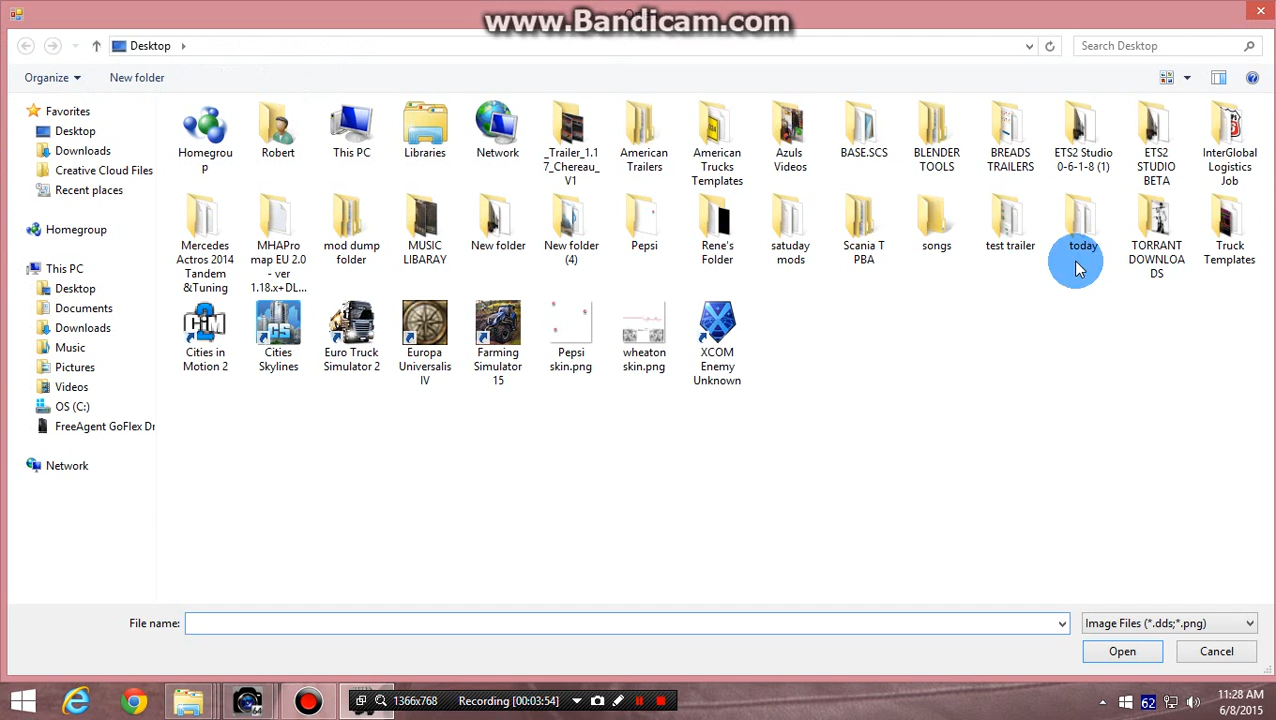 www.Bandicam.com
Desktop
Search Desktop
Organize
New folder
Favorites
Desktop
Downloads
Creative Cloud Files
Recent places
Homegroup
This PC
Desktop
Documents
Downloads
Music
Pictures
Videos
OS (C:)
FreeAgent GoFlex Dr
Network
Homegrou
p
Robert
This PC
Libraries
Network
_Trailer_1.1
7_Chereau_
V1
American
Trailers
American
Trucks
Templates
Azuls
Videos
BASE.SCS
BLENDER
TOOLS
BREADS
TRAILERS
ETS2 Studio
0-6-1-8 (1)
ETS2
STUDIO
BETA
InterGlobal
Logistics
Job
Mercedes
Actros 2014
Tandem
&Tuning
MHAPro
map EU 2.0
- ver
1.18.x+DL...
mod dump
folder
MUSIC
LIBARAY
New folder
New folder
(4)
Pepsi
Rene's
Folder
satuday
mods
Scania T
PBA
songs
test trailer
today
TORRANT
DOWNLOA
DS
Truck
Templates
Cities in
Motion 2
Cities
Skylines
Euro Truck
Simulator 2
Europa
Universalis
IV
Farming
Simulator
15
Pepsi
skin.png
wheaton
skin.png
XCOM
Enemy
Unknown
File name:
Image Files (*.dds;*.png)
Open
Cancel
1366x768
Recording [00:03:54]
62
11:28 AM
6/8/2015